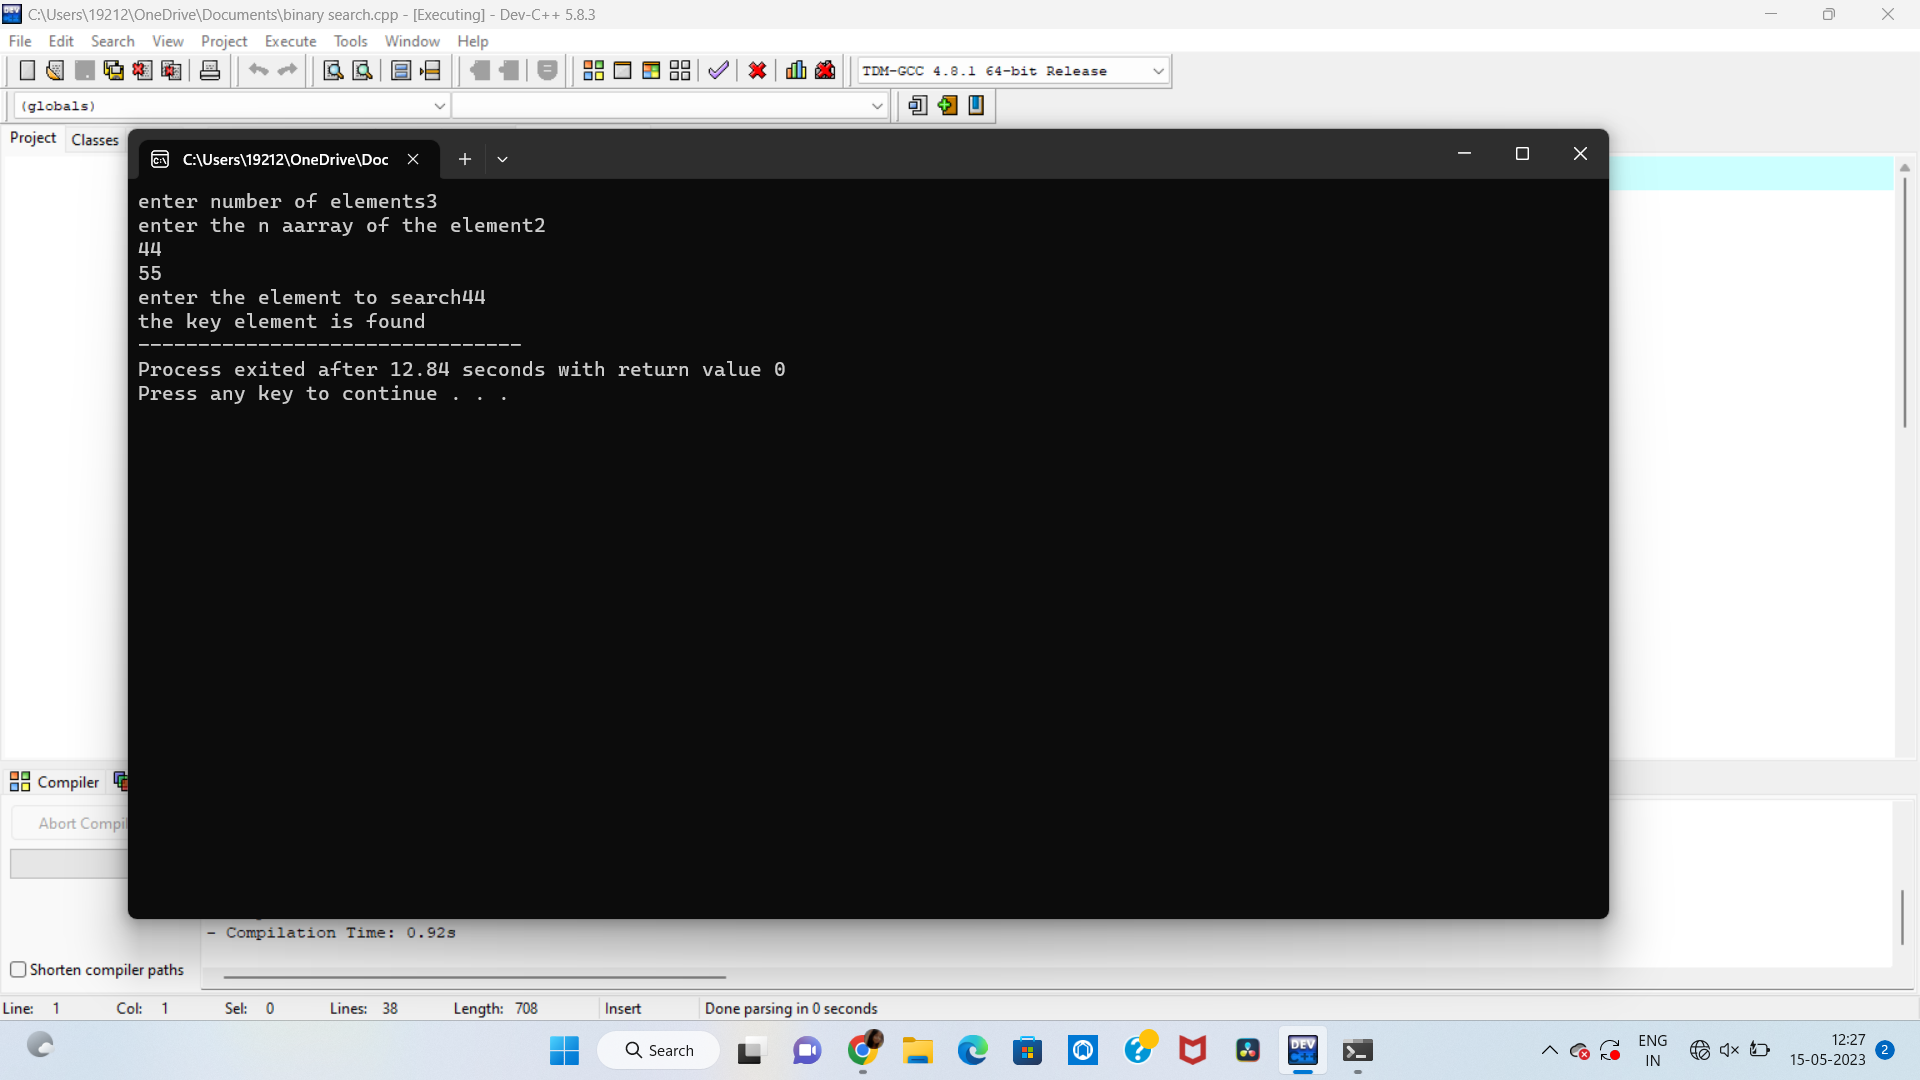 C:\Users\19212\OneDrive\Documents\binary search.cpp - [Executing] - Dev-C++ 5.8.3
File Edit Search View Project Execute Tools Window Help
TDM-GCC 4.8.1 64-bit Release
(globals)
Project Classes
C:\Users\19212\OneDrive\Doc
enter number of elements3
enter the n aarray of the element2
44
55
enter the element to search44
the key element is found
--------------------------------
Process exited after 12.84 seconds with return value 0
Press any key to continue . . .
Compiler
Abort Compil
- Compilation Time: 0.92s
Shorten compiler paths
Line: 1 Col: 1 Sel: 0 Lines: 38 Length: 708 Insert Done parsing in 0 seconds
Search
DEV C++
ENG
IN
12:27
15-05-2023
2